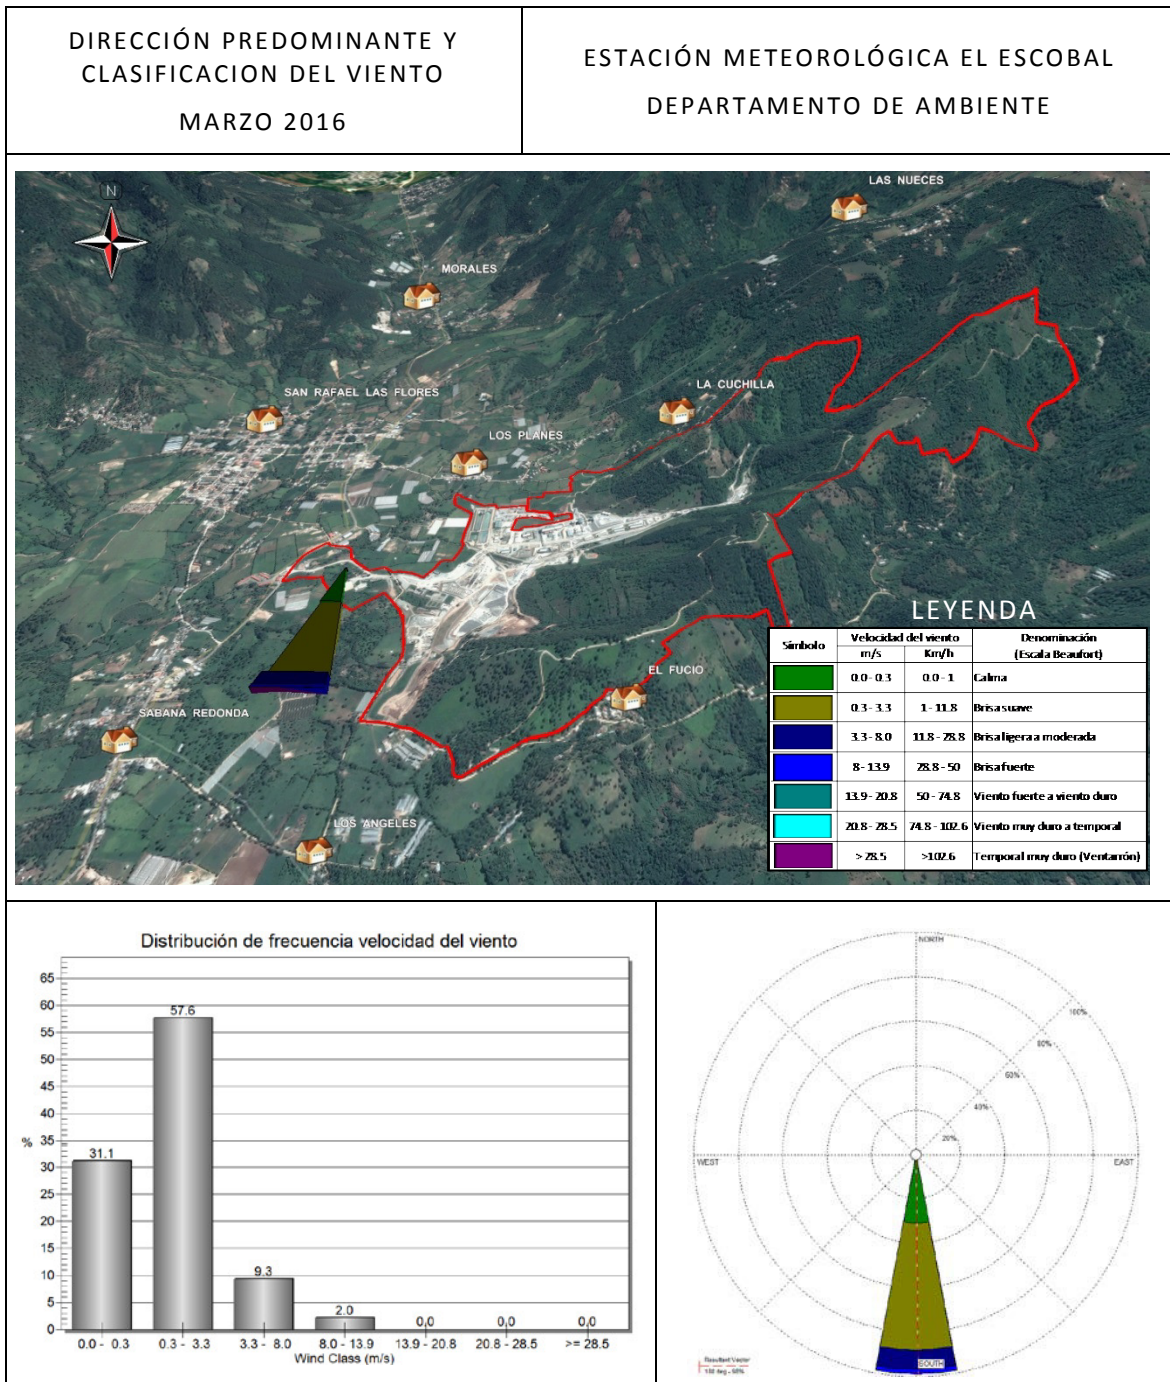 DIRECCIÓN PREDOMINANTE Y
CLASIFICACION DEL VIENTO
MARZO 2016
ESTACIÓN METEOROLÓGICA EL ESCOBAL
DEPARTAMENTO DE AMBIENTE
N
LAS NUECES
MORALES
SAN RAFAEL LAS FLORES
LA CUCHILLA
LOS PLANES
EL FUCIO
SABANA REDONDA
LOS ANGELES
LEYENDA
Símbolo Velocidad del viento Denominación
m/s Km/h (Escala Beaufort)
0.0 - 0.3 0.0 - 1 Calma
0.3 - 3.3 1 - 11.8 Brisa suave
3.3 - 8.0 11.8 - 28.8 Brisa ligera a moderada
8 - 13.9 28.8 - 50 Brisa fuerte
13.9 - 20.8 50 - 74.8 Viento fuerte a viento duro
20.8 - 28.5 74.8 - 102.6 Viento muy duro a temporal
> 28.5 >102.6 Temporal muy duro (Ventarrón)
Distribución de frecuencia velocidad del viento
65
60
57.6
55
50
45
40
% 35
31.1
30
25
20
15
10
9.3
5
2.0
0.0 0.0 0.0
0
0.0 - 0.3 0.3 - 3.3 3.3 - 8.0 8.0 - 13.9 13.9 - 20.8 20.8 - 28.5 >= 28.5
Wind Class (m/s)
NORTH
100%
80%
60%
40%
20%
WEST EAST
SOUTH
Resultant Vector